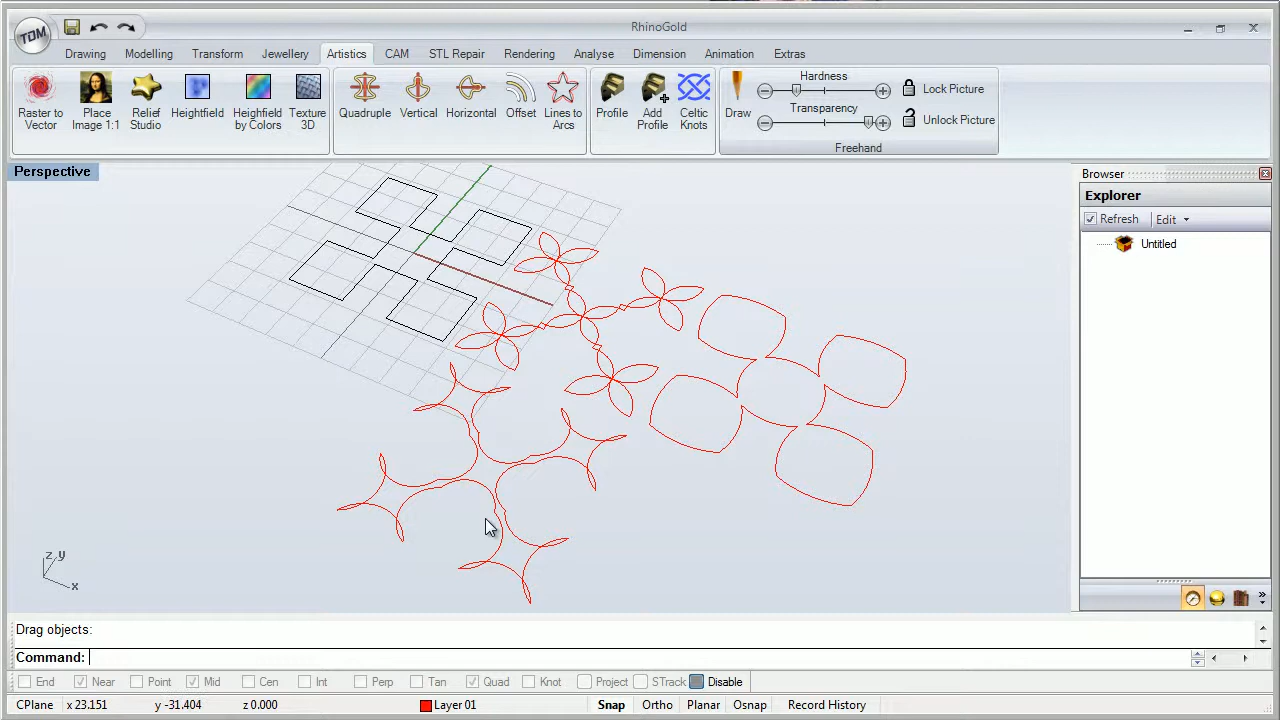 TDM
RhinoGold
Drawing Modelling Transform Jewellery Artistics CAM STL Repair Rendering Analyse Dimension Animation Extras
Raster to Vector
Place Image 1:1
Relief Studio
Heightfield
Heightfield by Colors
Texture 3D
Quadruple
Vertical
Horizontal
Offset
Lines to Arcs
Profile
Add Profile
Celtic Knots
Draw
Hardness
Transparency
Lock Picture
Unlock Picture
Freehand
Perspective
Browser
Explorer
Refresh Edit
Untitled
z y
x
Drag objects:
Command:
End Near Point Mid Cen Int Perp Tan Quad Knot Project STrack Disable
CPlane x 23.151 y -31.404 z 0.000 Layer 01 Snap Ortho Planar Osnap Record History